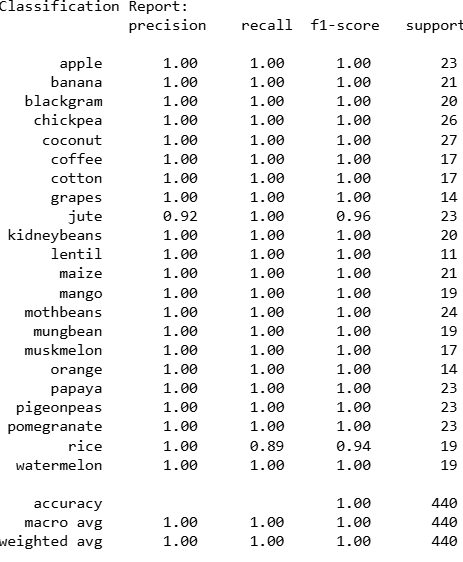 Classification Report:
precision recall f1-score support
apple 1.00 1.00 1.00 23
banana 1.00 1.00 1.00 21
blackgram 1.00 1.00 1.00 20
chickpea 1.00 1.00 1.00 26
coconut 1.00 1.00 1.00 27
coffee 1.00 1.00 1.00 17
cotton 1.00 1.00 1.00 17
grapes 1.00 1.00 1.00 14
jute 0.92 1.00 0.96 23
kidneybeans 1.00 1.00 1.00 20
lentil 1.00 1.00 1.00 11
maize 1.00 1.00 1.00 21
mango 1.00 1.00 1.00 19
mothbeans 1.00 1.00 1.00 24
mungbean 1.00 1.00 1.00 19
muskmelon 1.00 1.00 1.00 17
orange 1.00 1.00 1.00 14
papaya 1.00 1.00 1.00 23
pigeonpeas 1.00 1.00 1.00 23
pomegranate 1.00 1.00 1.00 23
rice 1.00 0.89 0.94 19
watermelon 1.00 1.00 1.00 19
accuracy 1.00 440
macro avg 1.00 1.00 1.00 440
weighted avg 1.00 1.00 1.00 440